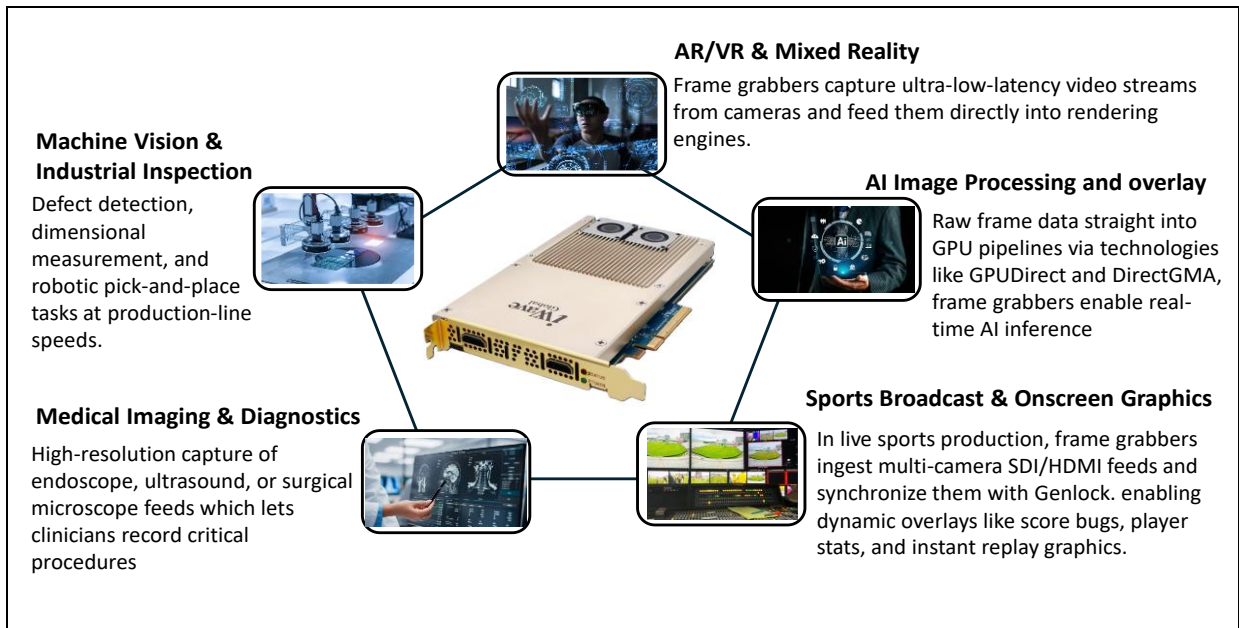 AR/VR & Mixed Reality
Frame grabbers capture ultra-low-latency video streams
from cameras and feed them directly into rendering
engines.
Machine Vision &
Industrial Inspection
Defect detection,
dimensional
measurement, and
robotic pick-and-place
tasks at production-line
speeds.
AI Image Processing and overlay
Raw frame data straight into
GPU pipelines via technologies
like GPUDirect and DirectGMA,
frame grabbers enable real-
time AI inference
Ai
iWave
Global
Medical Imaging & Diagnostics
High-resolution capture of
endoscope, ultrasound, or surgical
microscope feeds which lets
clinicians record critical
procedures
Sports Broadcast & Onscreen Graphics
In live sports production, frame grabbers
ingest multi-camera SDI/HDMI feeds and
synchronize them with Genlock. enabling
dynamic overlays like score bugs, player
stats, and instant replay graphics.